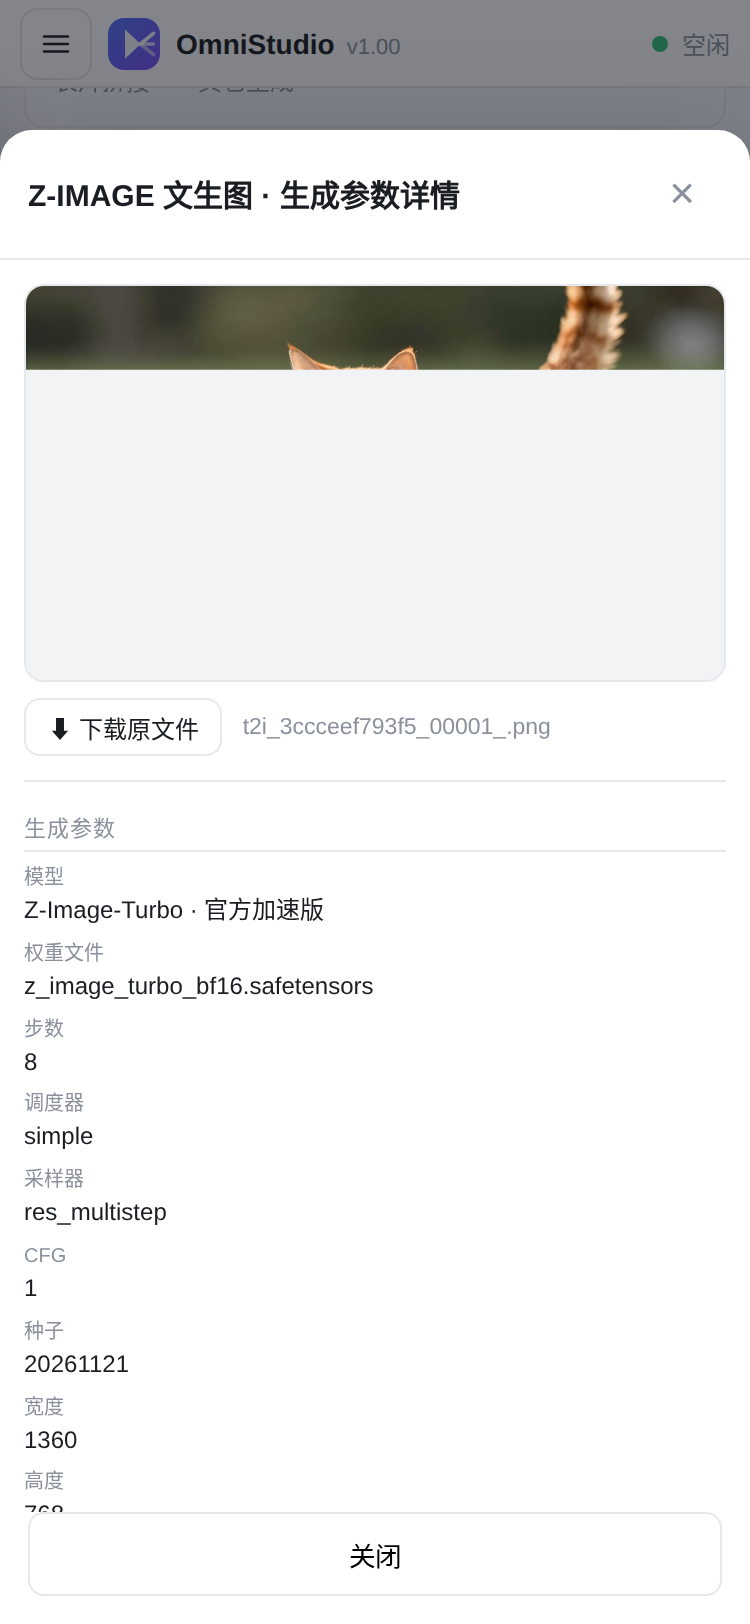 OmniStudio v1.00
空闲
Z-IMAGE 文生图 · 生成参数详情
下载原文件
t2i_3ccceef793f5_00001_.png
生成参数
模型
Z-Image-Turbo · 官方加速版
权重文件
z_image_turbo_bf16.safetensors
步数
8
调度器
simple
采样器
res_multistep
CFG
1
种子
20261121
宽度
1360
高度
768
关闭